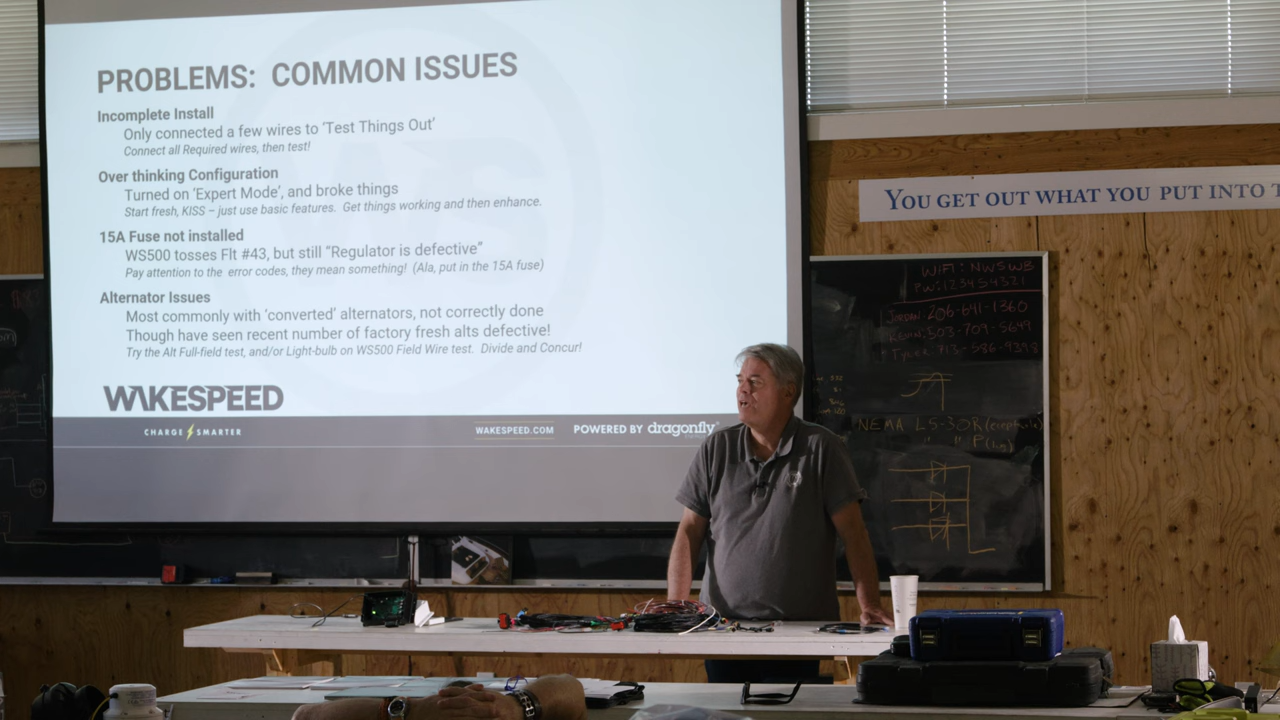 PROBLEMS: COMMON ISSUES
Incomplete Install
Only connected a few wires to 'Test Things Out'
Connect all Required wires, then test!
Over thinking Configuration
Turned on 'Expert Mode', and broke things
Start fresh, KISS – just use basic features. Get things working and then enhance.
15A Fuse not installed
WS500 tosses Flt #43, but still "Regulator is defective"
Pay attention to the error codes, they mean something! (Ala, put in the 15A fuse)
Alternator Issues
Most commonly with 'converted' alternators, not correctly done
Though have seen recent number of factory fresh alts defective!
Try the Alt Full-field test, and/or Light-bulb on WS500 Field Wire test. Divide and Concur!
WS
WAKESPEED
CHARGE SMARTER
WAKESPEED.COM
POWERED BY dragonfly
YOU GET OUT WHAT YOU PUT INTO
WIFI: NWSWB
PW: 123454321
JORDAN 206-641-1360
KEVIN: 503-709-5649
TYLER 713-586-9398
NEMA L5-30R
" " P